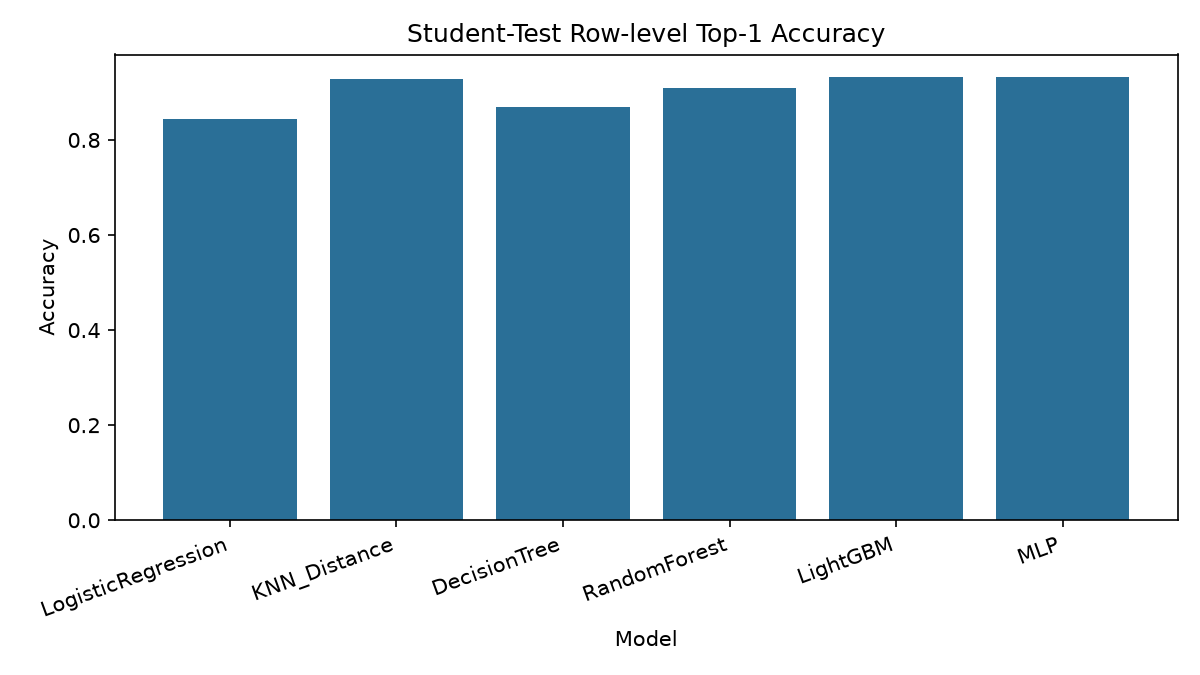 Student-Test Row-level Top-1 Accuracy
Accuracy
0.8
0.6
0.4
0.2
0.0
LogisticRegression
KNN_Distance
DecisionTree
RandomForest
LightGBM
MLP
Model